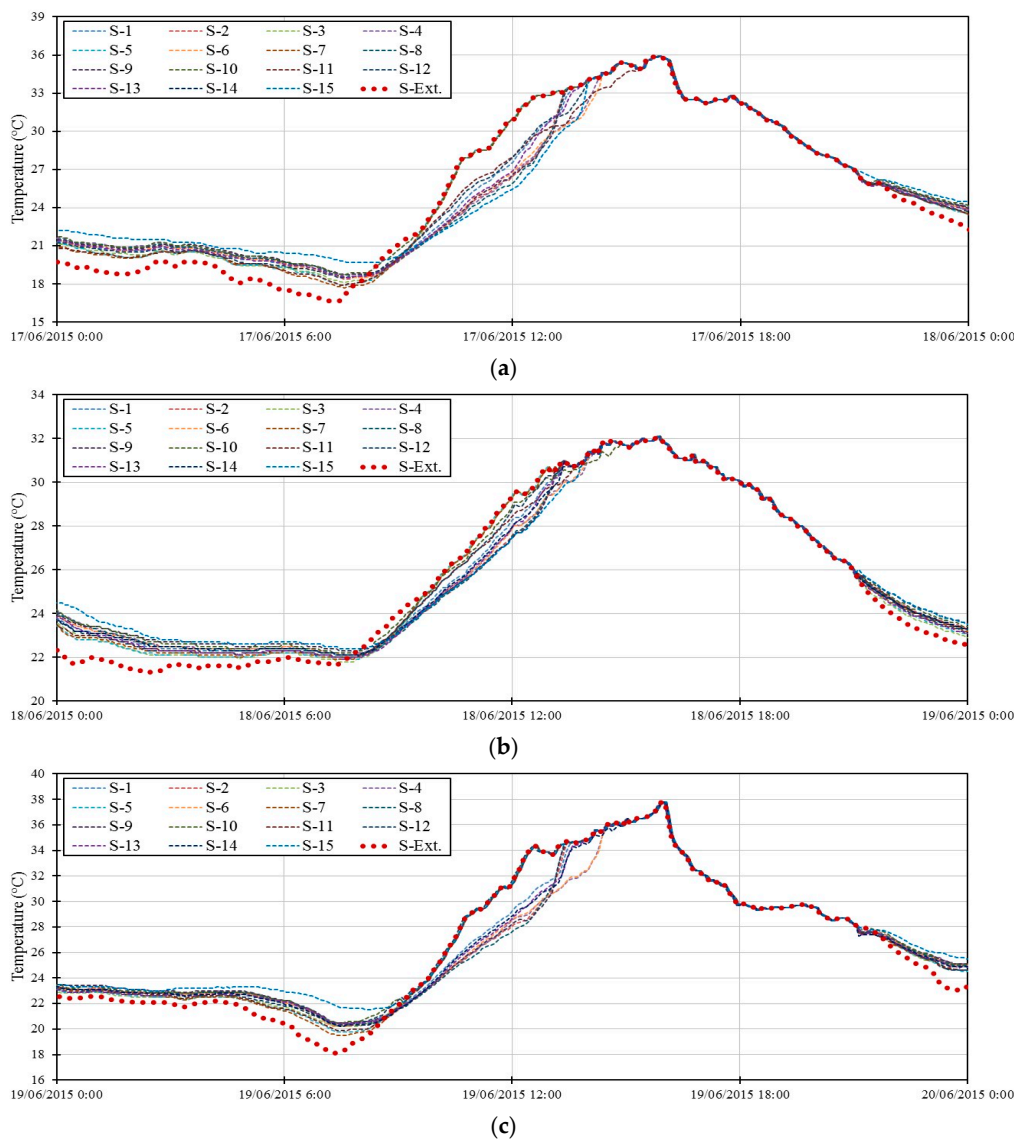 39
36
33
30
27
24
21
18
15
Temperature (°C)
S-1 S-2 S-3 S-4
S-5 S-6 S-7 S-8
S-9 S-10 S-11 S-12
S-13 S-14 S-15 S-Ext.
17/06/2015 0:00 17/06/2015 6:00 17/06/2015 12:00 17/06/2015 18:00 18/06/2015 0:00
(a)
34
32
30
28
26
24
22
20
Temperature (°C)
S-1 S-2 S-3 S-4
S-5 S-6 S-7 S-8
S-9 S-10 S-11 S-12
S-13 S-14 S-15 S-Ext.
18/06/2015 0:00 18/06/2015 6:00 18/06/2015 12:00 18/06/2015 18:00 19/06/2015 0:00
(b)
40
38
36
34
32
30
28
26
24
22
20
18
16
Temperature (°C)
S-1 S-2 S-3 S-4
S-5 S-6 S-7 S-8
S-9 S-10 S-11 S-12
S-13 S-14 S-15 S-Ext.
19/06/2015 0:00 19/06/2015 6:00 19/06/2015 12:00 19/06/2015 18:00 20/06/2015 0:00
(c)